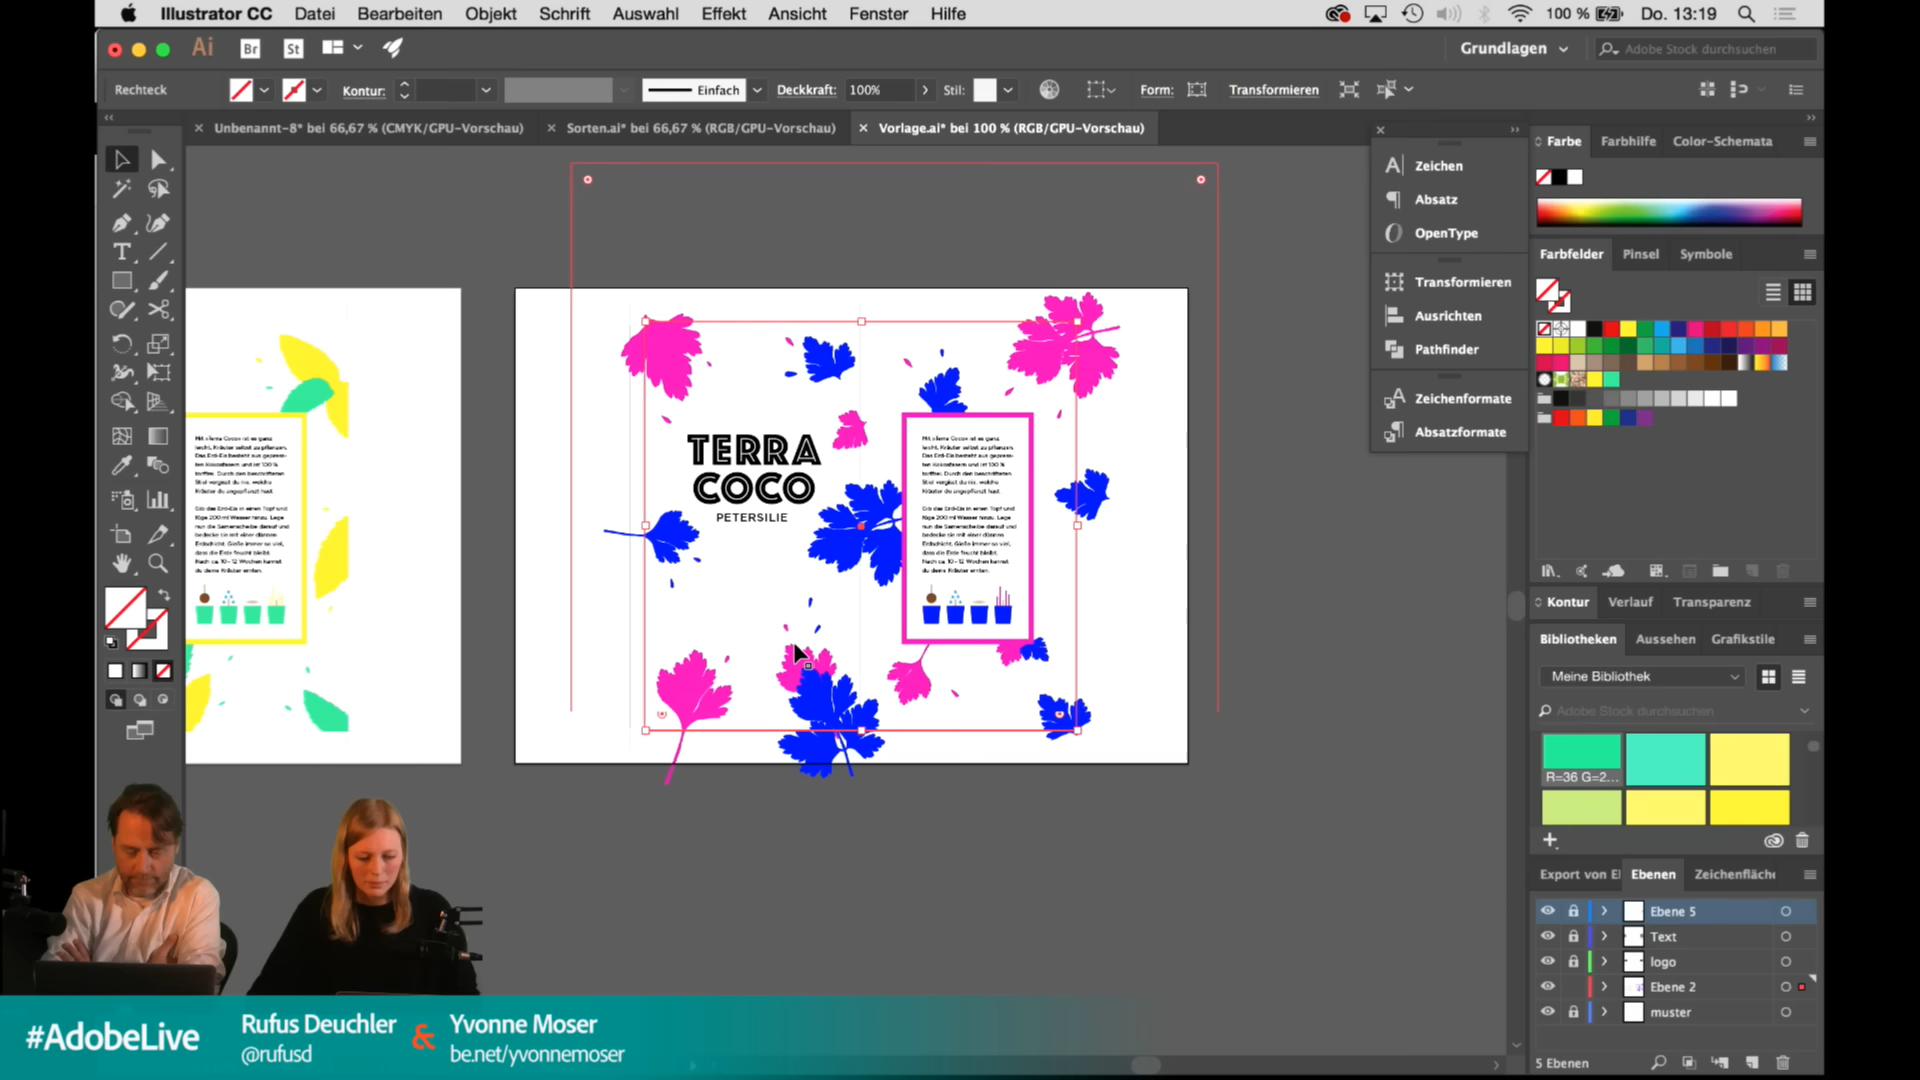 Illustrator CC Datei Bearbeiten Objekt Schrift Auswahl Effekt Ansicht Fenster Hilfe 100 % Do. 13:19
Ai Br St Grundlagen Adobe Stock durchsuchen
Rechteck Kontur: Einfach Deckkraft: 100% Stil: Form: Transformieren
Unbenannt-8* bei 66,67 % (CMYK/GPU-Vorschau) Sorten.ai* bei 66,67 % (RGB/GPU-Vorschau) Vorlage.ai* bei 100 % (RGB/GPU-Vorschau)
Farbe Farbhilfe Color-Schemata
Zeichen
Absatz
OpenType
Transformieren
Ausrichten
Pathfinder
Zeichenformate
Absatzformate
Farbfelder Pinsel Symbole
TERRA
COCO
PETERSILIE
Kontur Verlauf Transparenz
Bibliotheken Aussehen Grafikstile
Meine Bibliothek
Adobe Stock durchsuchen
R=36 G=2...
Export von El Ebenen Zeichenfläche
Ebene 5
Text
logo
Ebene 2
muster
5 Ebenen
#AdobeLive
Rufus Deuchler & Yvonne Moser
@rufusd be.net/yvonnemoser